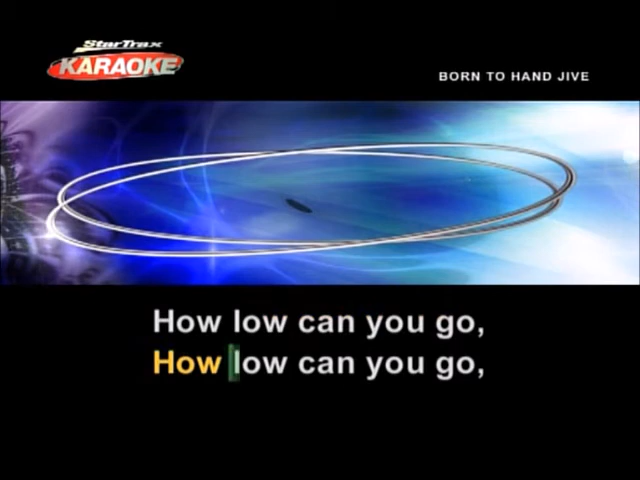 StarTrax
KARAOKE
BORN TO HAND JIVE
How low can you go,
How low can you go,